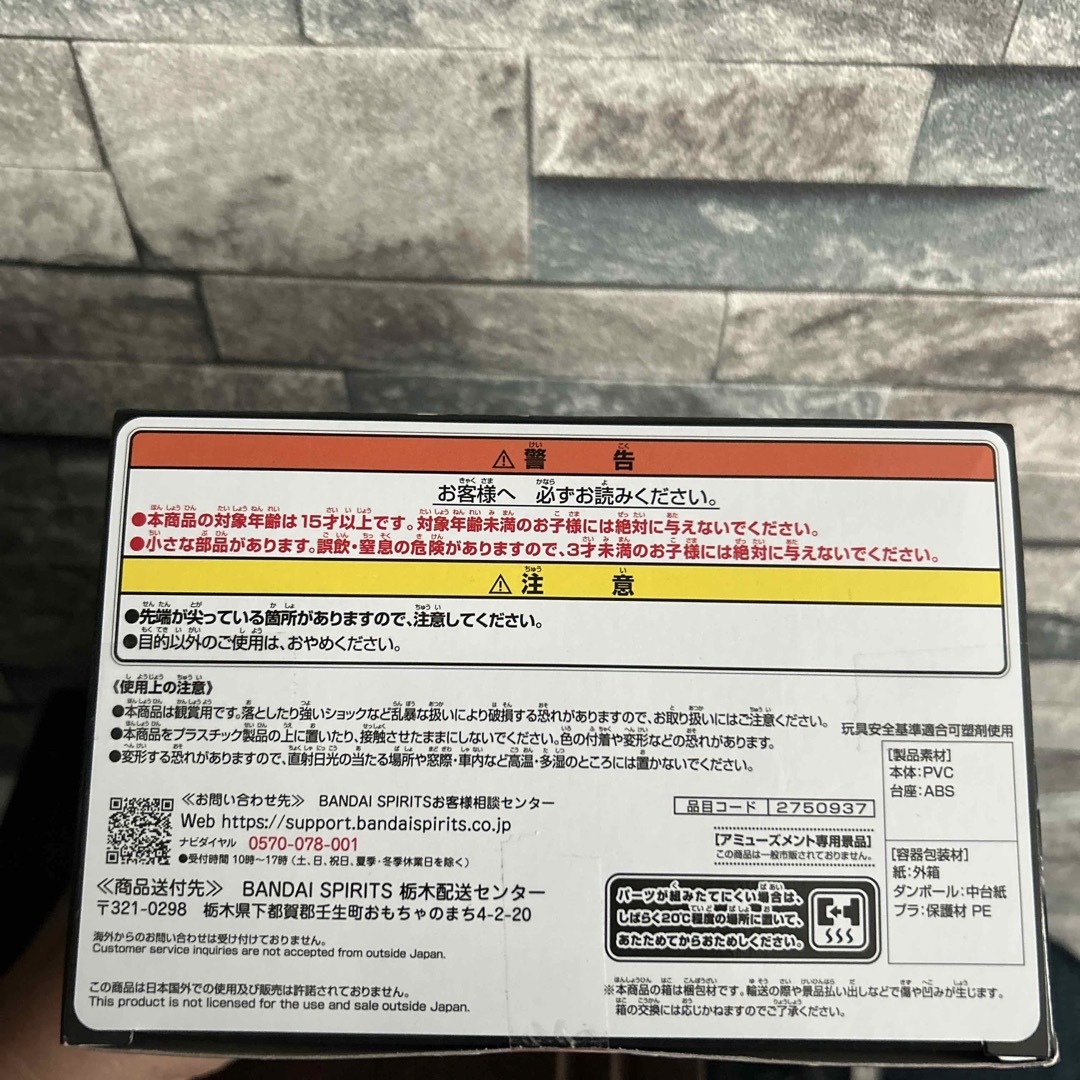 ⚠警告
お客様へ 必ずお読みください。
●本商品の対象年齢は15才以上です。対象年齢未満のお子様には絶対に与えないでください。
●小さな部品があります。誤飲・窒息の危険がありますので、3才未満のお子様には絶対に与えないでください。
⚠注意
●先端が尖っている箇所がありますので、注意してください。
●目的以外のご使用は、おやめください。
《使用上の注意》
●本商品は観賞用です。落としたり強いショックなど乱暴な扱いにより破損する恐れがありますので、お取り扱いにはご注意ください。
●本商品をプラスチック製品の上に置いたり、接触させたままにしないでください。色の付着や変形などの恐れがあります。
●変形する恐れがありますので、直射日光の当たる場所や窓際・車内など高温・多湿のところには置かないでください。
玩具安全基準適合可塑剤使用
[製品素材]
本体:PVC
台座:ABS
[容器包装材]
紙:外箱
ダンボール:中台紙
プラ:保護材 PE
≪お問い合わせ先≫ BANDAI SPIRITSお客様相談センター
Web https://support.bandaispirits.co.jp
ナビダイヤル 0570-078-001
●受付時間 10時〜17時(土、日、祝日、夏季・冬季休業日を除く)
品目コード 2750937
[アミューズメント専用景品]
この商品は一般市販されておりません。
≪商品送付先≫ BANDAI SPIRITS 栃木配送センター
〒321-0298 栃木県下都賀郡壬生町おもちゃのまち4-2-20
パーツが組みたてにくい場合は、
しばらく20℃程度の場所に置いて、
あたためてからおためしください。
海外からのお問い合わせは受け付けておりません。
Customer service inquiries are not accepted from outside Japan.
この商品は日本国外での使用及び販売は許諾されておりません。
This product is not licensed for the use and sale outside Japan.
※本商品の箱は梱包材です。輸送の際や景品払い出しなどで傷や凹みが生じます。
箱の交換には応じかねますのでご了承ください。